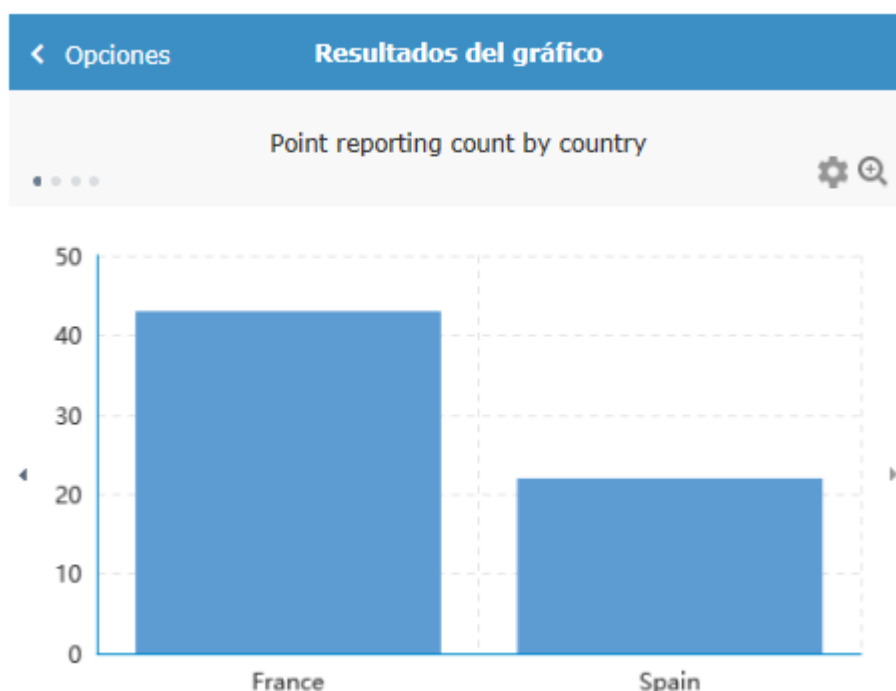 Opciones
Resultados del gráfico
Point reporting count by country
50
40
30
20
10
0
France
Spain